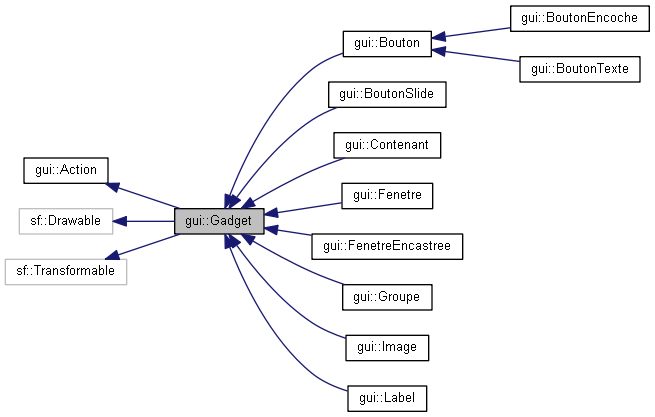 gui::Action
sf::Drawable
sf::Transformable
gui::Gadget
gui::Bouton
gui::BoutonSlide
gui::Contenant
gui::Fenetre
gui::FenetreEncastree
gui::Groupe
gui::Image
gui::Label
gui::BoutonEncoche
gui::BoutonTexte